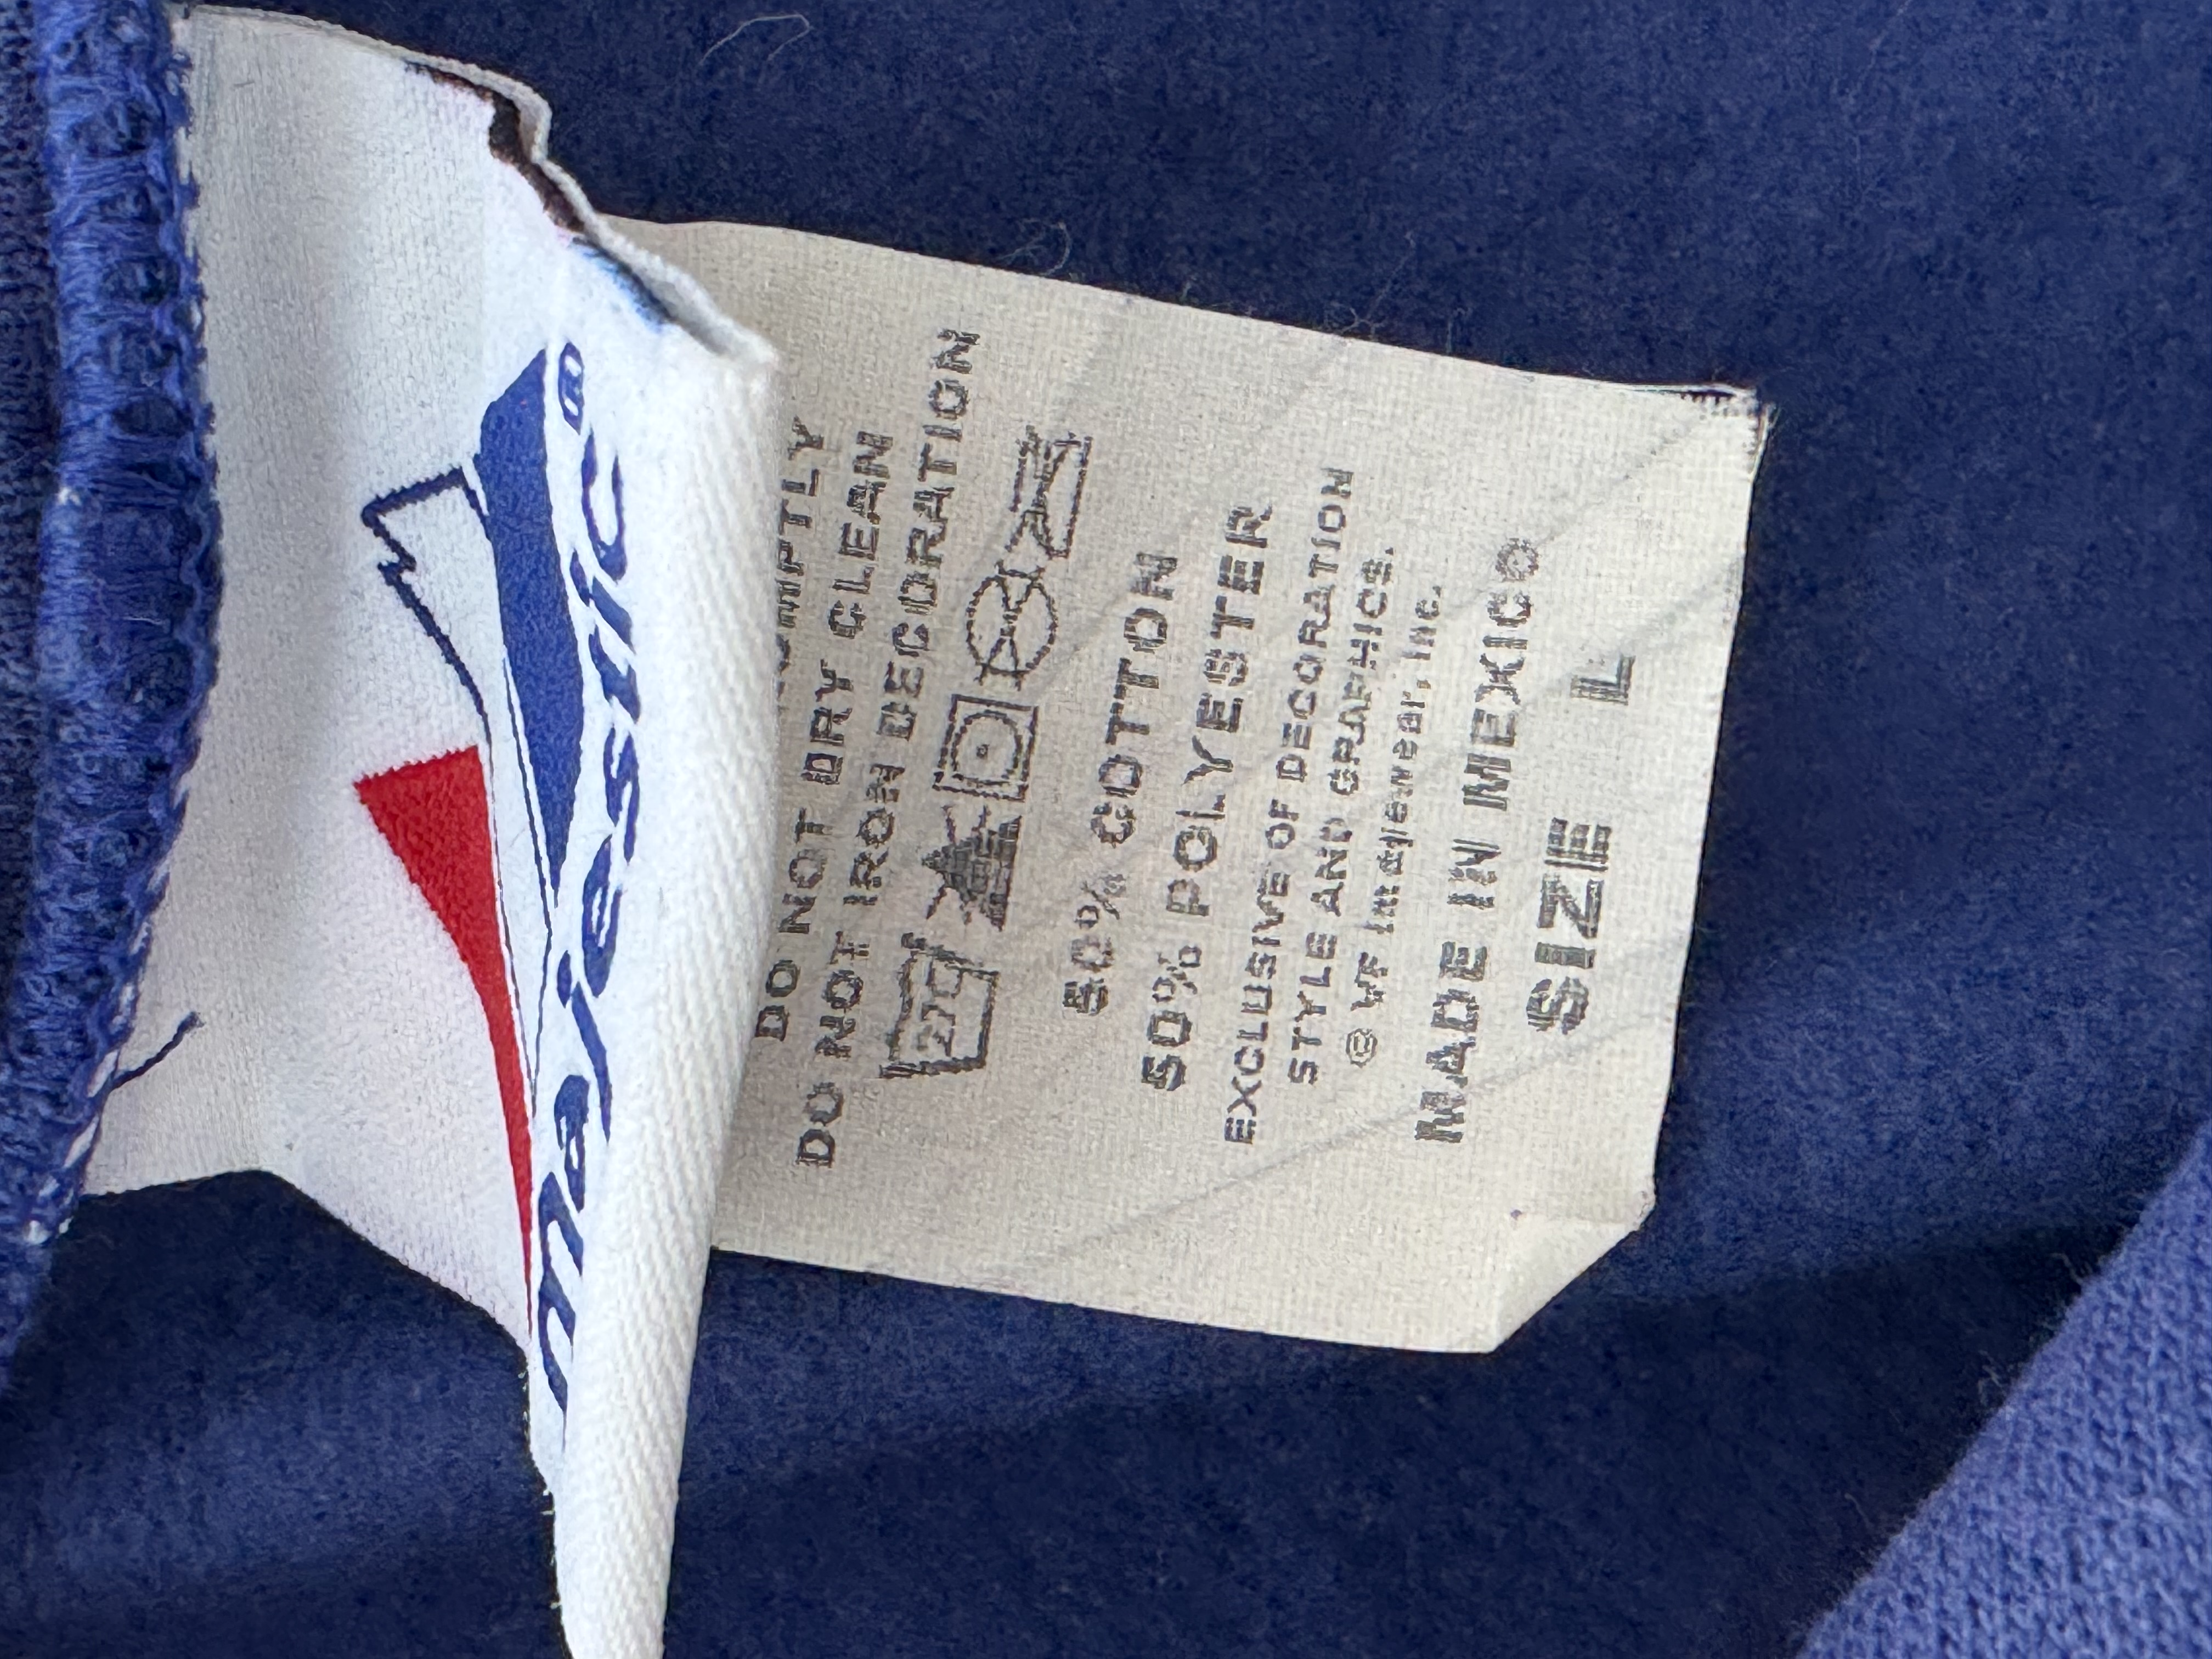 Majestic®
DO NOT DRY CLEAN
DO NOT IRON DECORATION
50% COTTON
50% POLYESTER
EXCLUSIVE OF DECORATION
STYLE AND GRAPHICS.
© VF Imagewear, Inc.
MADE IN MEXICO
SIZE L